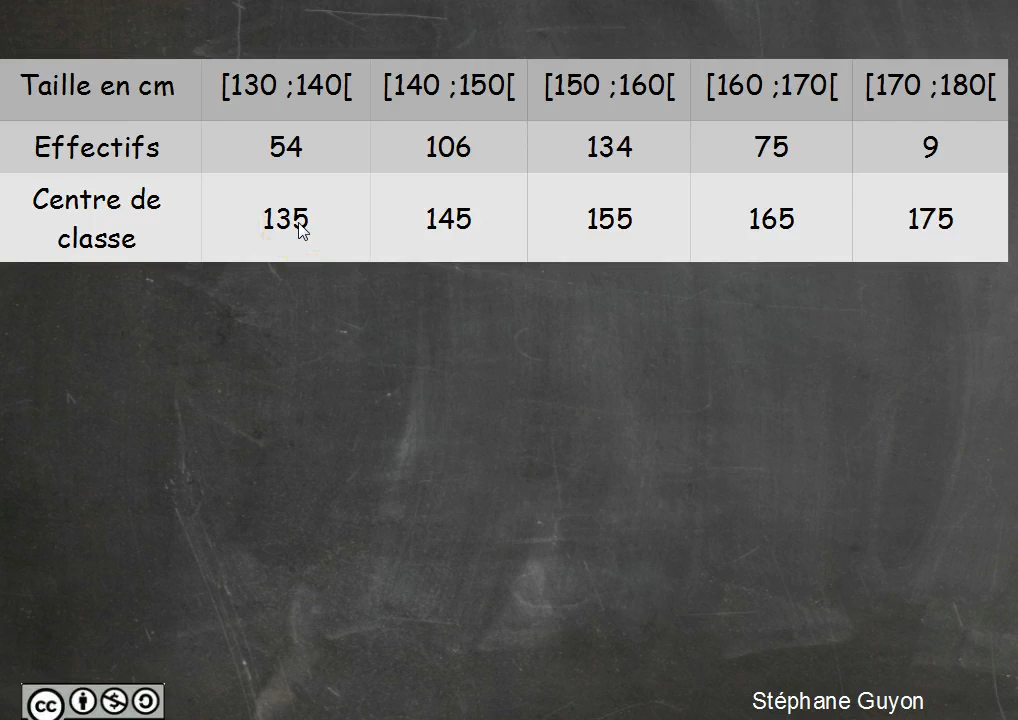 Taille en cm [130 ;140[ [140 ;150[ [150 ;160[ [160 ;170[ [170 ;180[
Effectifs 54 106 134 75 9
Centre de classe 135 145 155 165 175
cc
Stéphane Guyon